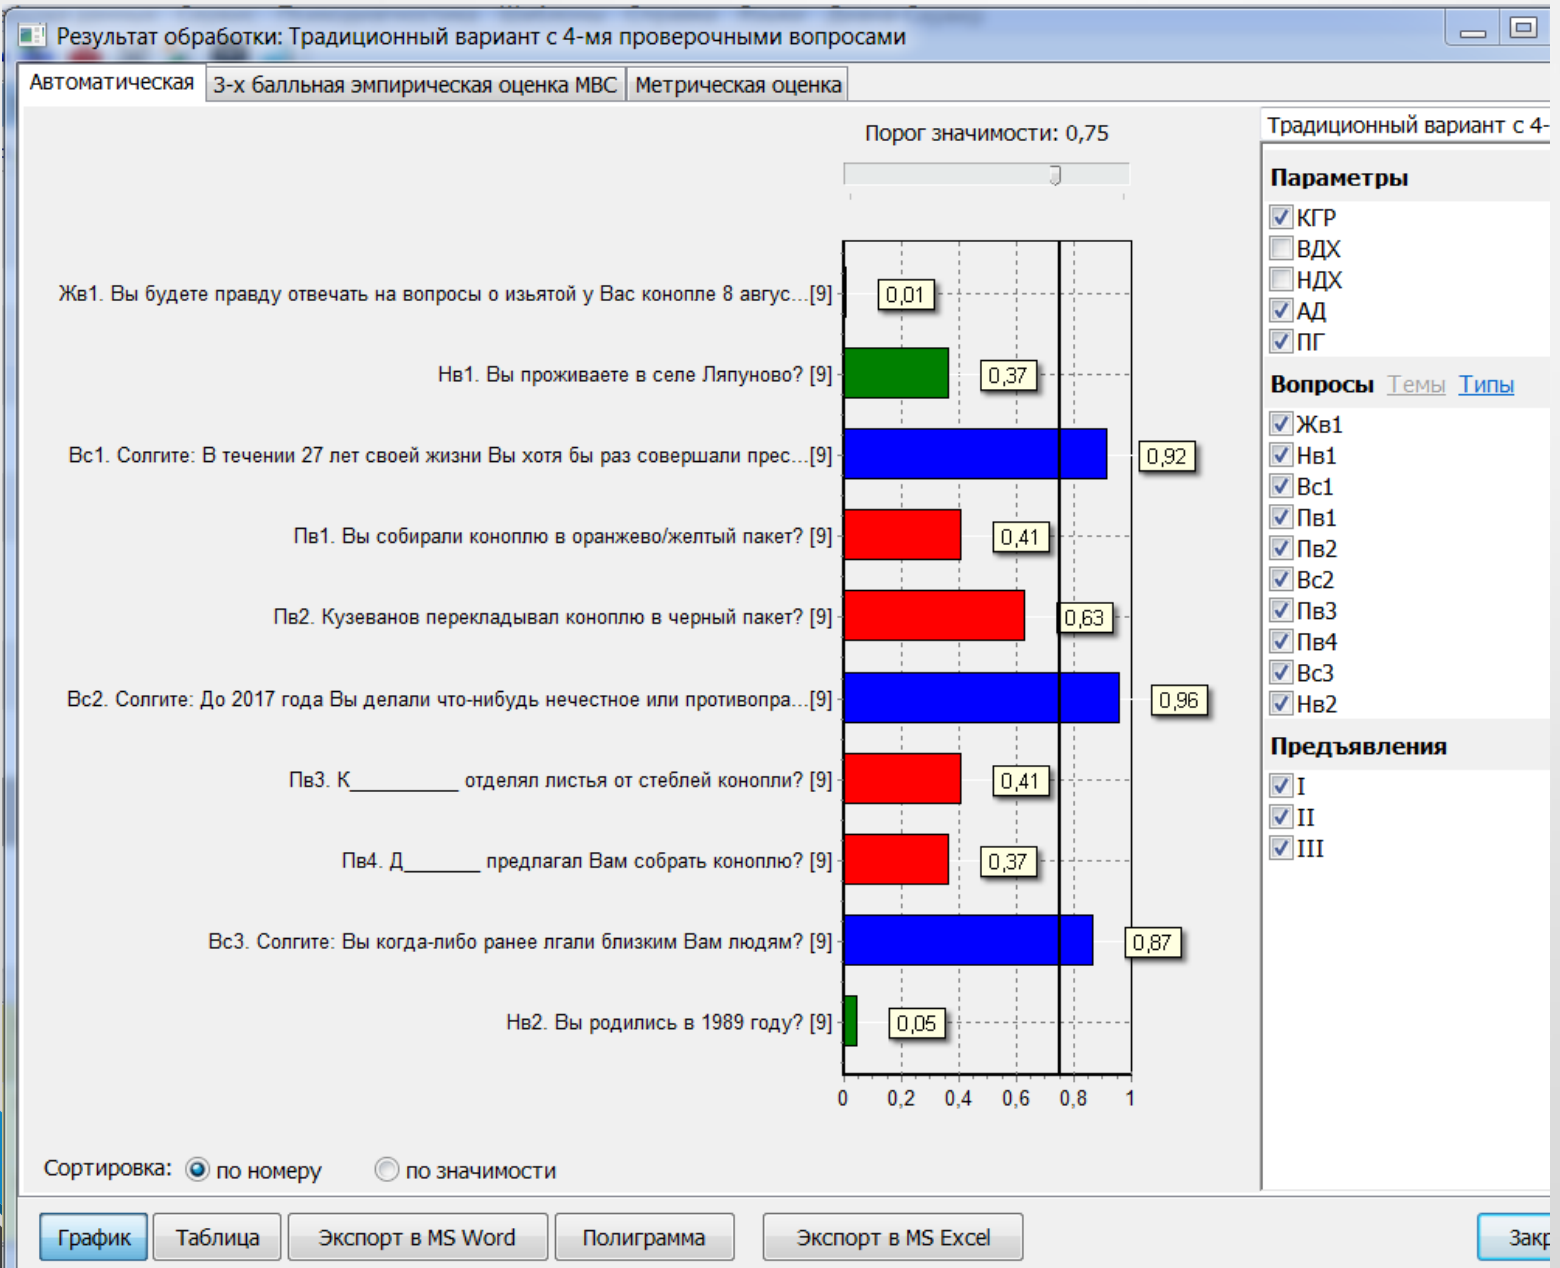 Результат обработки: Традиционный вариант с 4-мя проверочными вопросами
Автоматическая
3-х балльная эмпирическая оценка МВС
Метрическая оценка
Порог значимости: 0,75
Жв1. Вы будете правду отвечать на вопросы о изьятой у Вас конопле 8 авгус...[9]
0,01
Нв1. Вы проживаете в селе Ляпуново? [9]
0,37
Вс1. Солгите: В течении 27 лет своей жизни Вы хотя бы раз совершали прес...[9]
0,92
Пв1. Вы собирали коноплю в оранжево/желтый пакет? [9]
0,41
Пв2. Кузеванов перекладывал коноплю в черный пакет? [9]
0,63
Вс2. Солгите: До 2017 года Вы делали что-нибудь нечестное или противопра...[9]
0,96
Пв3. К_________ отделял листья от стеблей конопли? [9]
0,41
Пв4. Д______ предлагал Вам собрать коноплю? [9]
0,37
Вс3. Солгите: Вы когда-либо ранее лгали близким Вам людям? [9]
0,87
Нв2. Вы родились в 1989 году? [9]
0,05
0 0,2 0,4 0,6 0,8 1
Сортировка: по номеру по значимости
График
Таблица
Экспорт в MS Word
Полиграмма
Экспорт в MS Excel
Традиционный вариант с 4-
Параметры
КГР
ВДХ
НДХ
АД
ПГ
Вопросы Темы Типы
Жв1
Нв1
Вс1
Пв1
Пв2
Вс2
Пв3
Пв4
Вс3
Нв2
Предъявления
I
II
III
Закр